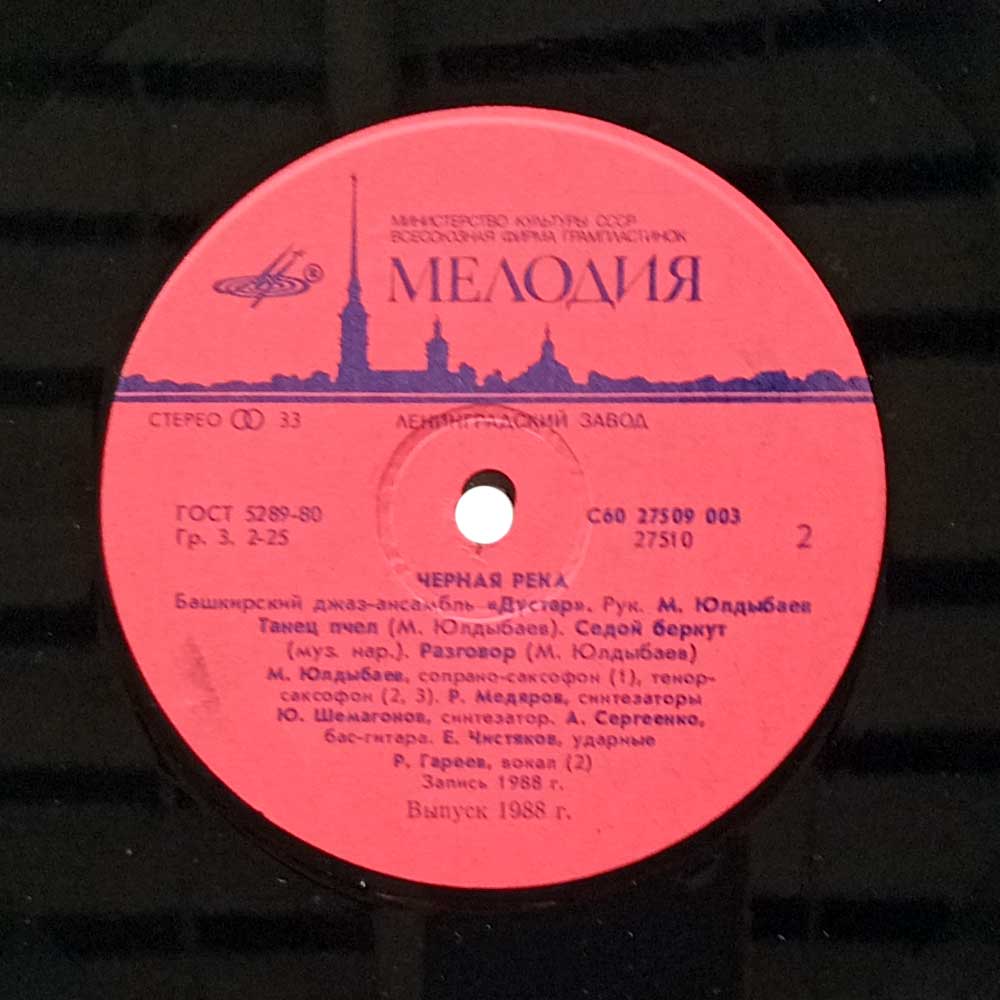 МИНИСТЕРСТВО КУЛЬТУРЫ СССР
ВСЕСОЮЗНАЯ ФИРМА ГРАМПЛАСТИНОК
МЕЛОДИЯ
®
СТЕРЕО 33
ЛЕНИНГРАДСКИЙ ЗАВОД
ГОСТ 5289-80
Гр. 3. 2-25
С60 27509 003
27510
2
ЧЕРНАЯ РЕКА
Башкирский джаз-ансамбль «Дустар». Рук. М. Юлдыбаев
Танец пчел (М. Юлдыбаев). Седой беркут
(муз. нар.). Разговор (М. Юлдыбаев)
М. Юлдыбаев, сопрано-саксофон (1), тенор-
саксофон (2, 3). Р. Медяров, синтезаторы
Ю. Шемагонов, синтезатор. А. Сергеенко,
бас-гитара. Е. Чистяков, ударные
Р. Гареев, вокал (2)
Запись 1988 г.
Выпуск 1988 г.